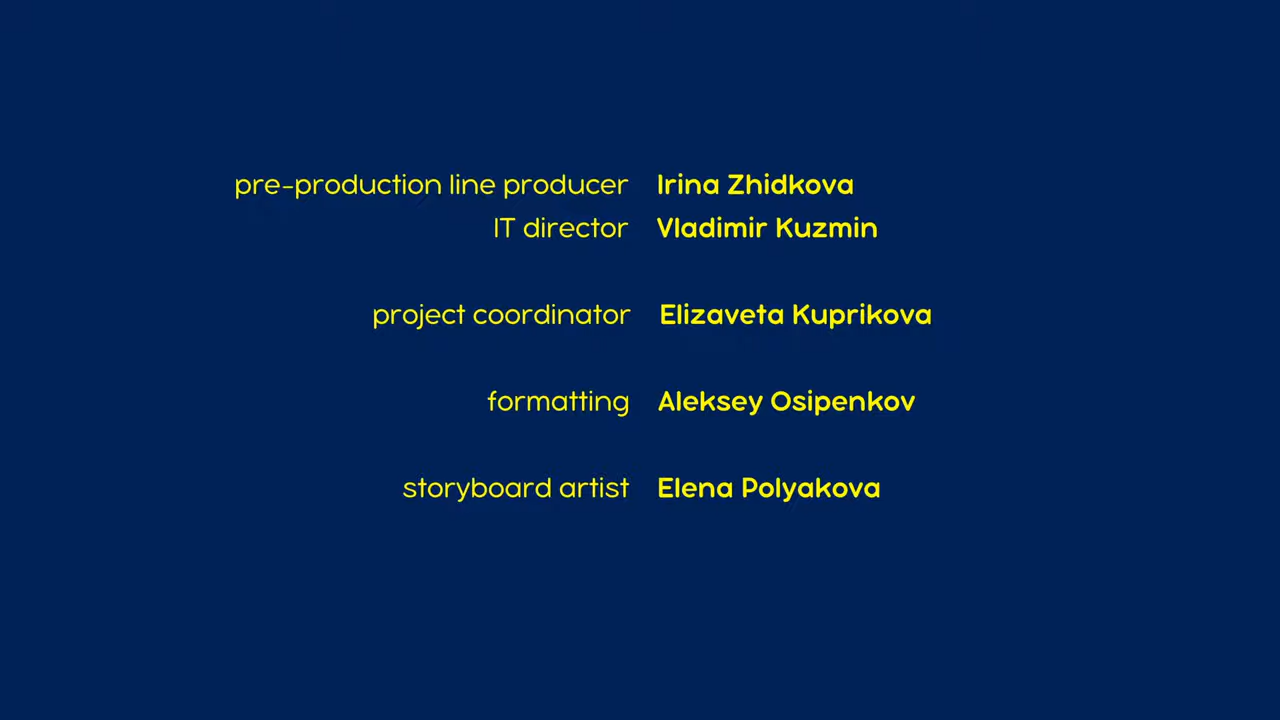 pre-production line producer Irina Zhidkova
IT director Vladimir Kuzmin
project coordinator Elizaveta Kuprikova
formatting Aleksey Osipenkov
storyboard artist Elena Polyakova